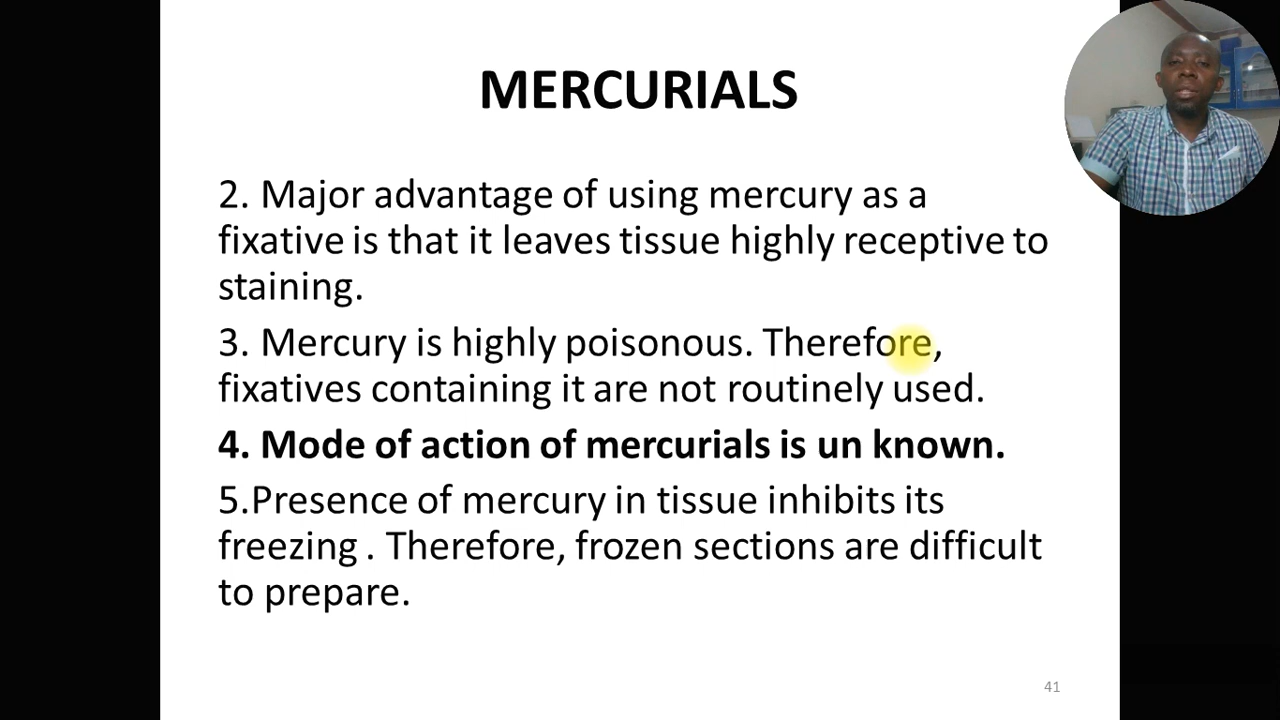 MERCURIALS
2. Major advantage of using mercury as a
fixative is that it leaves tissue highly receptive to
staining.
3. Mercury is highly poisonous. Therefore,
fixatives containing it are not routinely used.
4. Mode of action of mercurials is un known.
5.Presence of mercury in tissue inhibits its
freezing . Therefore, frozen sections are difficult
to prepare.
41